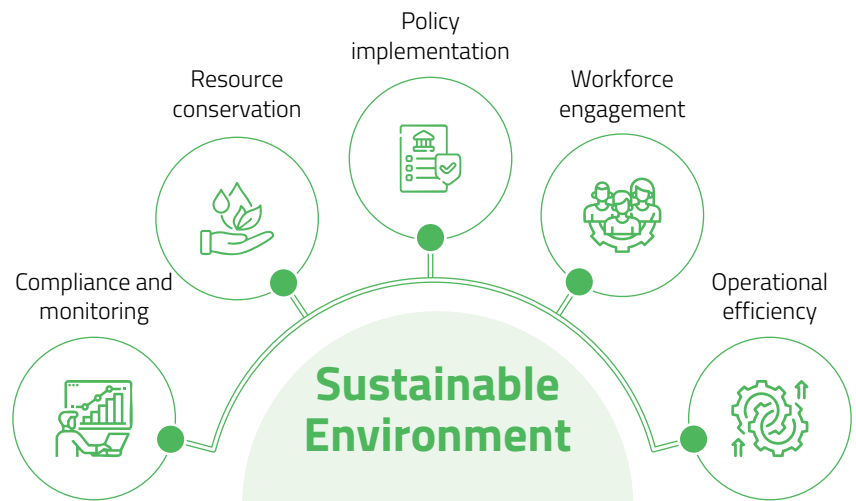 Policy
implementation
Resource
conservation
Workforce
engagement
Compliance and
monitoring
Operational
efficiency
Sustainable
Environment